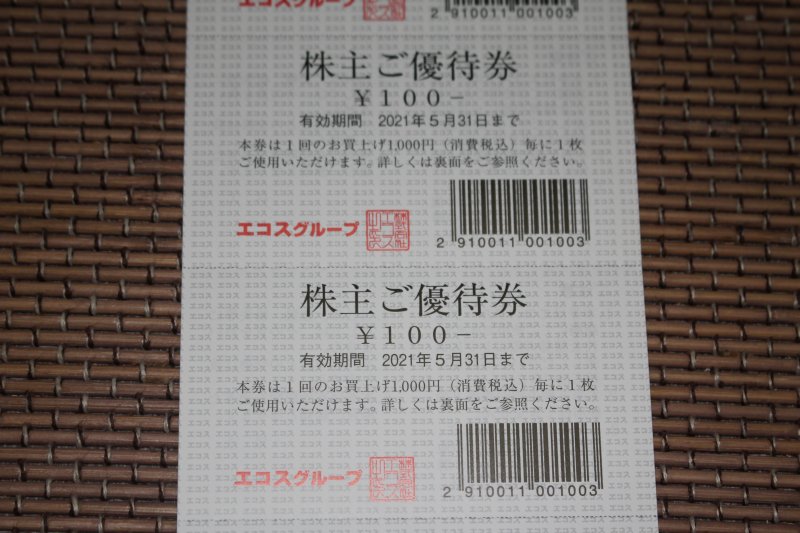 エコスグループ
2 910011 001003
株主ご優待券
￥100－
有効期間 2021年5月31日まで
本券は1回のお買上げ1,000円（消費税込）毎に1枚
ご使用いただけます。詳しくは裏面をご参照ください。
エコスグループ
2 910011 001003
株主ご優待券
￥100－
有効期間 2021年5月31日まで
本券は1回のお買上げ1,000円（消費税込）毎に1枚
ご使用いただけます。詳しくは裏面をご参照ください。
エコスグループ
2 910011 001003